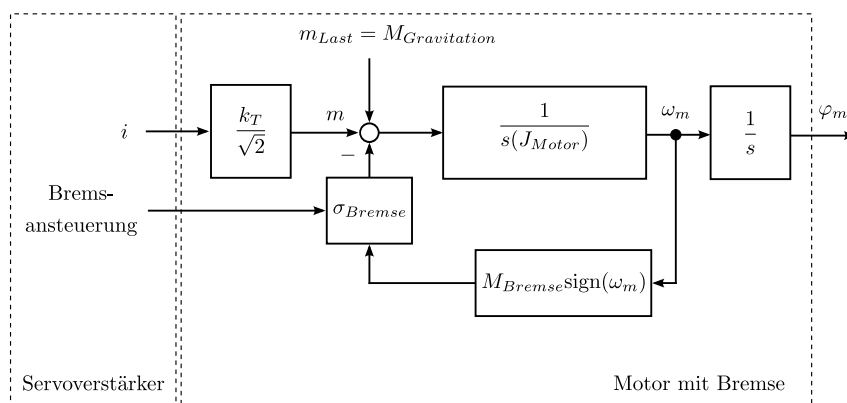 m_Last = M_Gravitation
i
k_T
√2
m
−
1
s(J_Motor)
ω_m
1
s
φ_m
Brems-
ansteuerung
σ_Bremse
M_Bremse sign(ω_m)
Servoverstärker
Motor mit Bremse